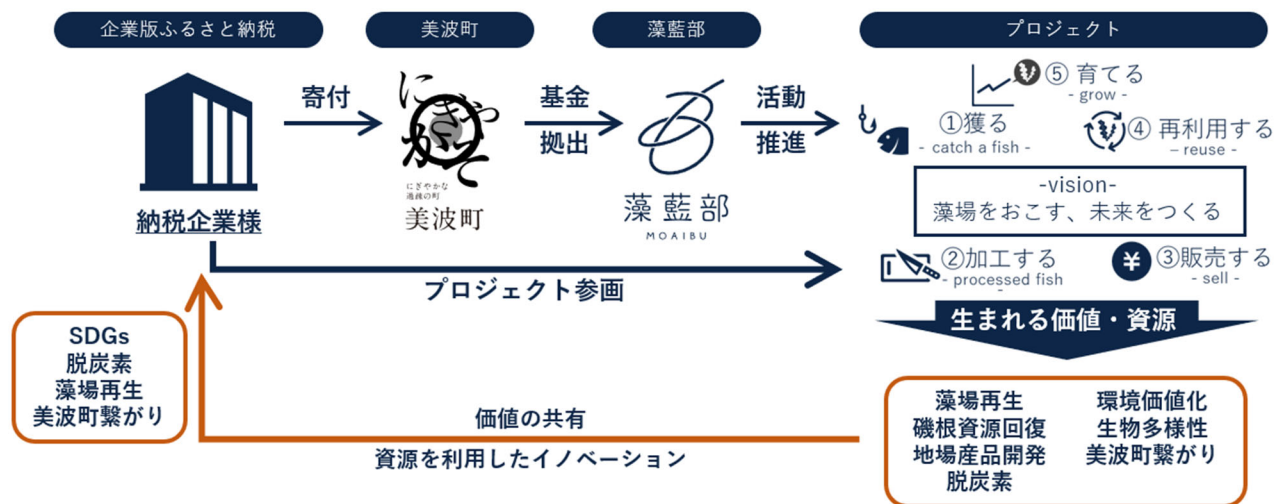 企業版ふるさと納税
美波町
藻藍部
プロジェクト
寄付
にぎやかそ
にぎやかな
過疎の町
美波町
基金
拠出
藻藍部
MOAIBU
活動
推進
⑤ 育てる
- grow -
①獲る
- catch a fish -
④ 再利用する
– reuse -
-vision-
藻場をおこす、未来をつくる
②加工する
- processed fish
-
¥
③販売する
- sell -
納税企業様
プロジェクト参画
生まれる価値・資源
SDGs
脱炭素
藻場再生
美波町繋がり
価値の共有
資源を利用したイノベーション
藻場再生
磯根資源回復
地場産品開発
脱炭素
環境価値化
生物多様性
美波町繋がり